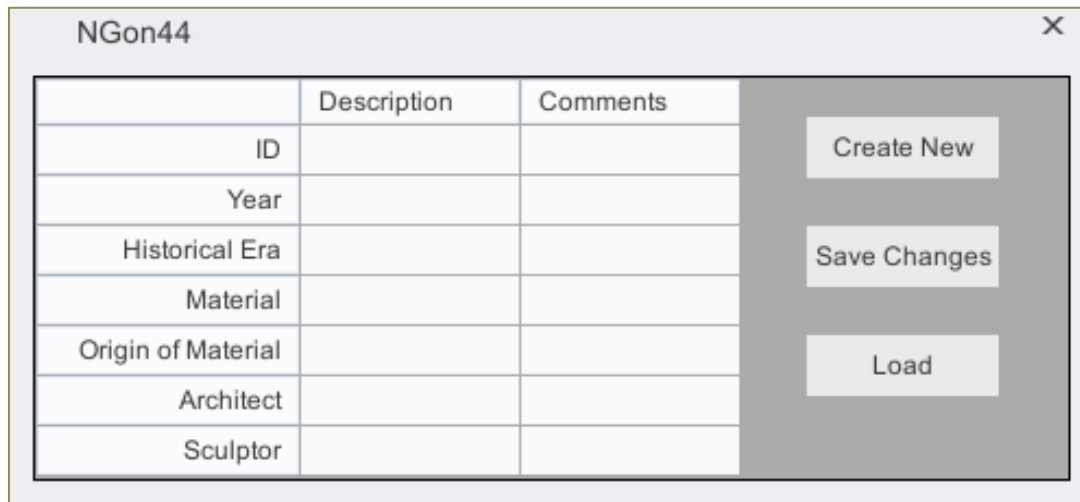 NGon44
Description Comments
ID
Create New
Year
Historical Era
Save Changes
Material
Origin of Material
Load
Architect
Sculptor